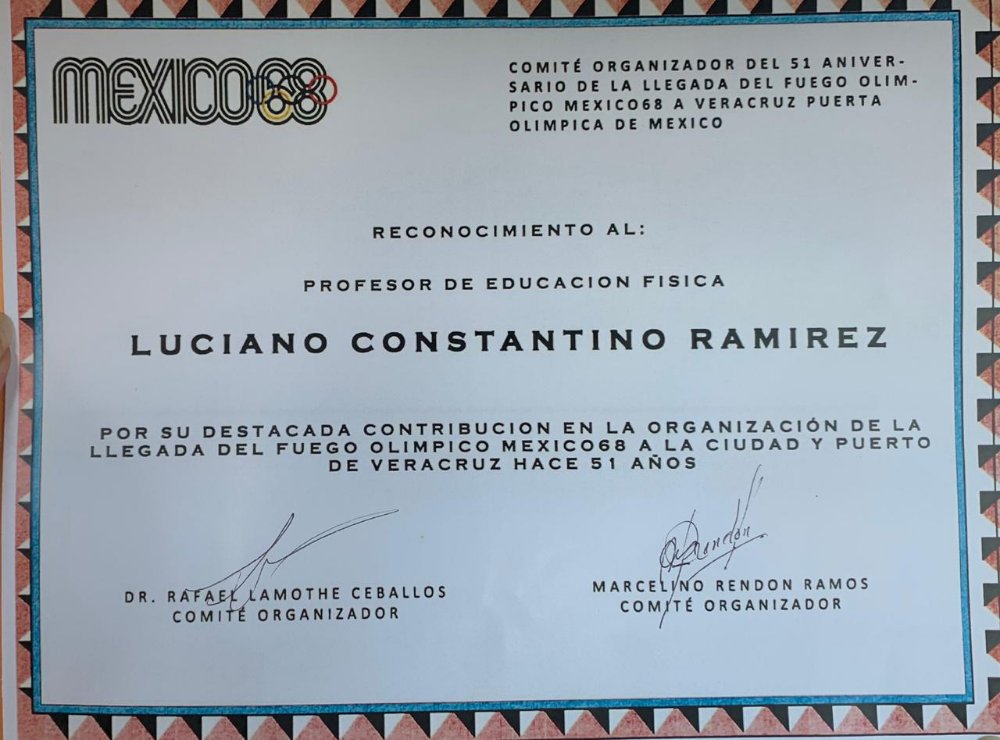 MEXICO68
COMITÉ ORGANIZADOR DEL 51 ANIVER-
SARIO DE LA LLEGADA DEL FUEGO OLIM-
PICO MEXICO68 A VERACRUZ PUERTA
OLIMPICA DE MEXICO
RECONOCIMIENTO AL:
PROFESOR DE EDUCACION FISICA
LUCIANO CONSTANTINO RAMIREZ
POR SU DESTACADA CONTRIBUCION EN LA ORGANIZACIÓN DE LA
LLEGADA DEL FUEGO OLIMPICO MEXICO68 A LA CIUDAD Y PUERTO
DE VERACRUZ HACE 51 AÑOS
DR. RAFAEL LAMOTHE CEBALLOS
COMITÉ ORGANIZADOR
MARCELINO RENDON RAMOS
COMITÉ ORGANIZADOR